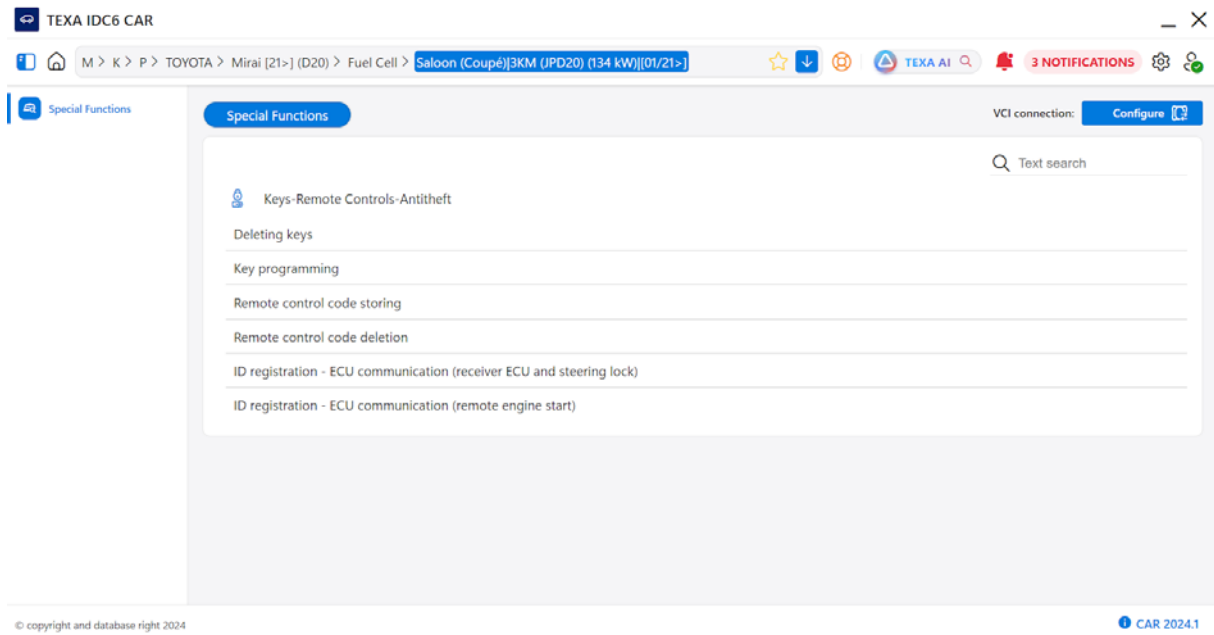 TEXA IDC6 CAR
M > K > P > TOYOTA > Mirai [21>] (D20) > Fuel Cell > Saloon (Coupé)|3KM (JPD20) (134 kW)|[01/21>]
TEXA AI
3 NOTIFICATIONS
Special Functions
Special Functions
VCI connection:
Configure
Text search
Keys-Remote Controls-Antitheft
Deleting keys
Key programming
Remote control code storing
Remote control code deletion
ID registration - ECU communication (receiver ECU and steering lock)
ID registration - ECU communication (remote engine start)
© copyright and database right 2024
CAR 2024.1